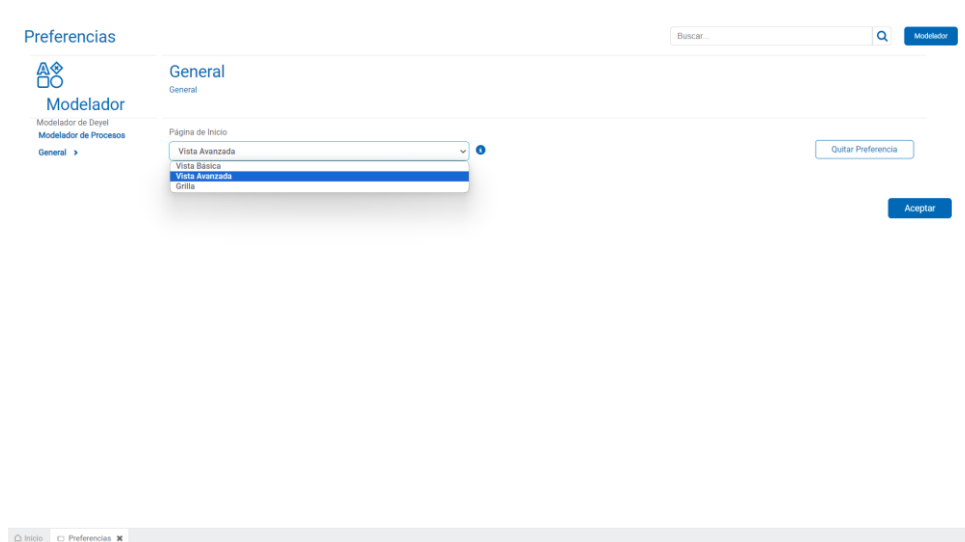 Preferencias
Buscar...
Modelador
Modelador
Modelador de Deyel
Modelador de Procesos
General
General
General
Página de Inicio
Vista Avanzada
Vista Básica
Vista Avanzada
Grilla
Quitar Preferencia
Aceptar
Inicio
Preferencias